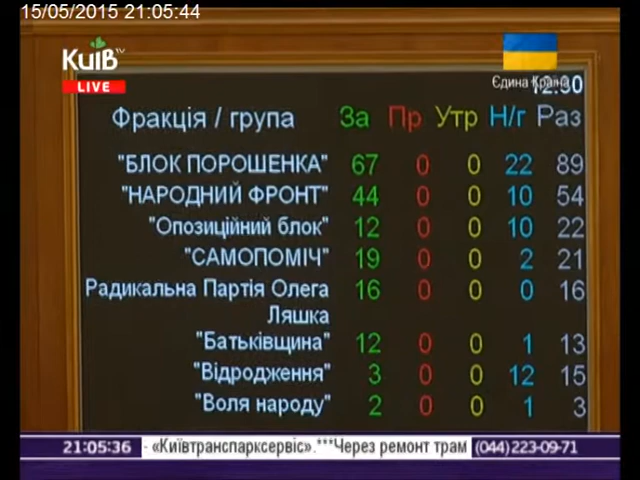 15/05/2015 21:05:44
КиїВ TV
LIVE
Єдина Країна
12:30
Фракція / група За Пр Утр Н/г Раз
"БЛОК ПОРОШЕНКА" 67 0 0 22 89
"НАРОДНИЙ ФРОНТ" 44 0 0 10 54
"Опозиційний блок" 12 0 0 10 22
"САМОПОМІЧ" 19 0 0 2 21
Радикальна Партія Олега 16 0 0 0 16
Ляшка
"Батьківщина" 12 0 0 1 13
"Відродження" 3 0 0 12 15
"Воля народу" 2 0 0 1 3
21:05:36 - «Київтранспарксервіс».***Через ремонт трам (044)223-09-71